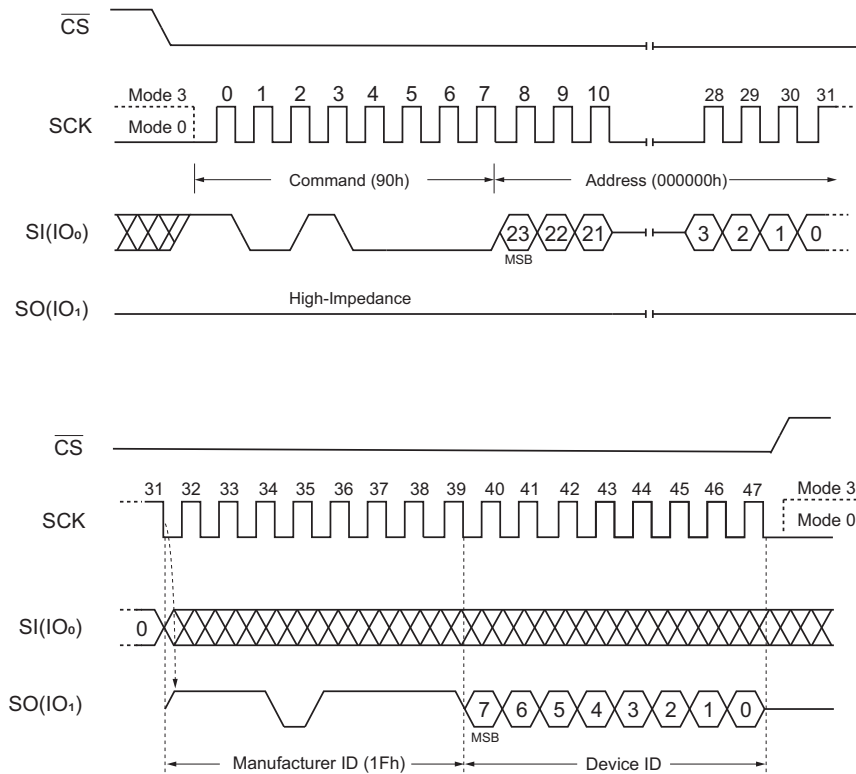 CS
Mode 3
0 1 2 3 4 5 6 7 8 9 10 28 29 30 31
SCK
Mode 0
Command (90h) Address (000000h)
SI(IO₀)
23 22 21 3 2 1 0
MSB
High-Impedance
SO(IO₁)
CS
31 32 33 34 35 36 37 38 39 40 41 42 43 44 45 46 47
Mode 3
SCK
Mode 0
SI(IO₀)
0
SO(IO₁)
7 6 5 4 3 2 1 0
MSB
Manufacturer ID (1Fh) Device ID